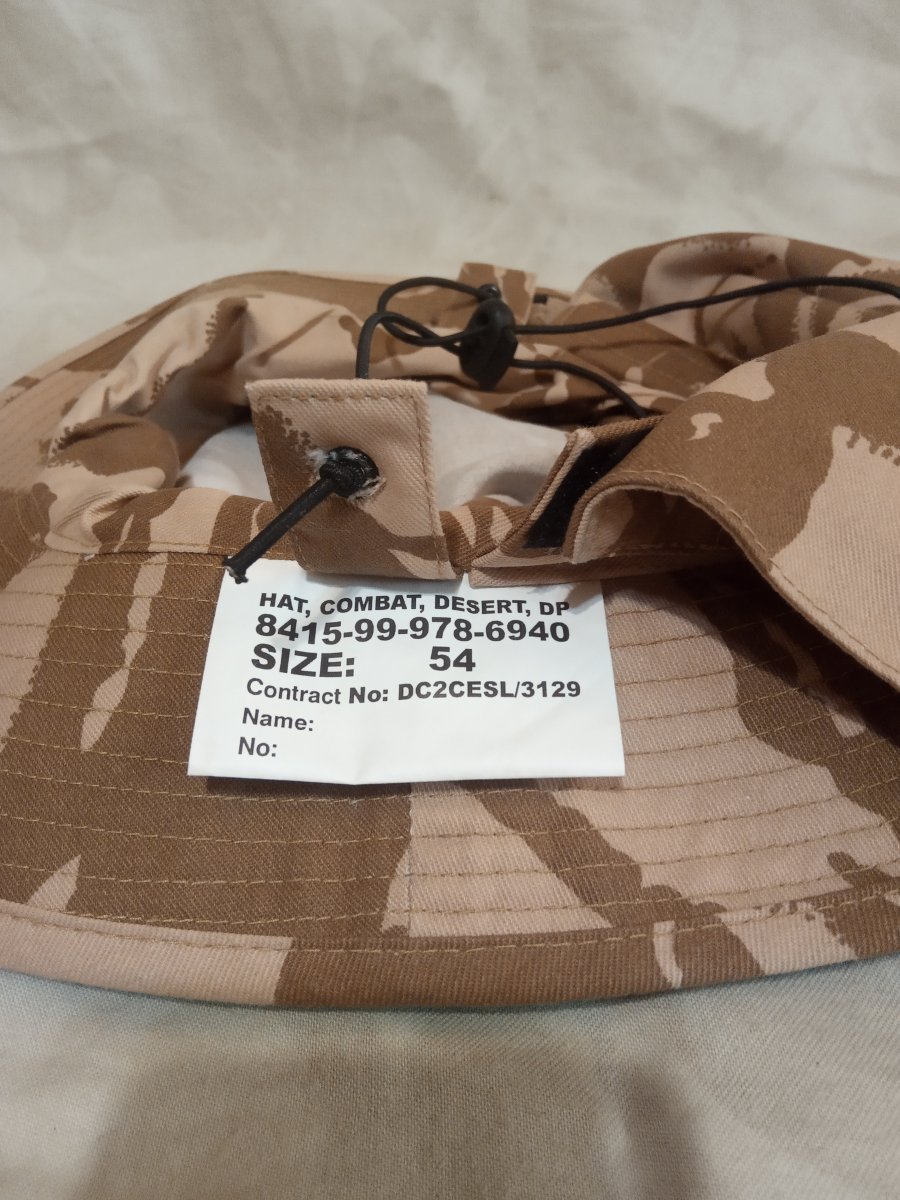 HAT, COMBAT, DESERT, DP
8415-99-978-6940
SIZE: 54
Contract No: DC2CESL/3129
Name:
No: